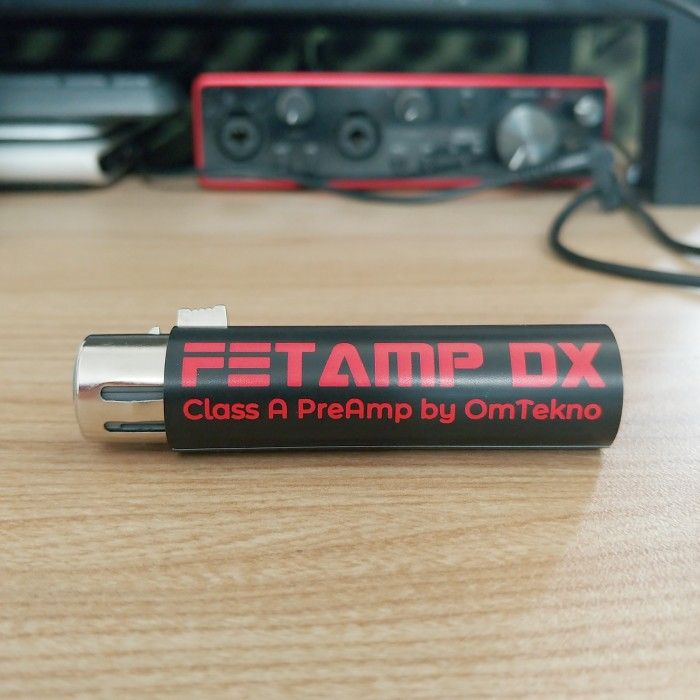 FETAMP DX
Class A PreAmp by OmTekno